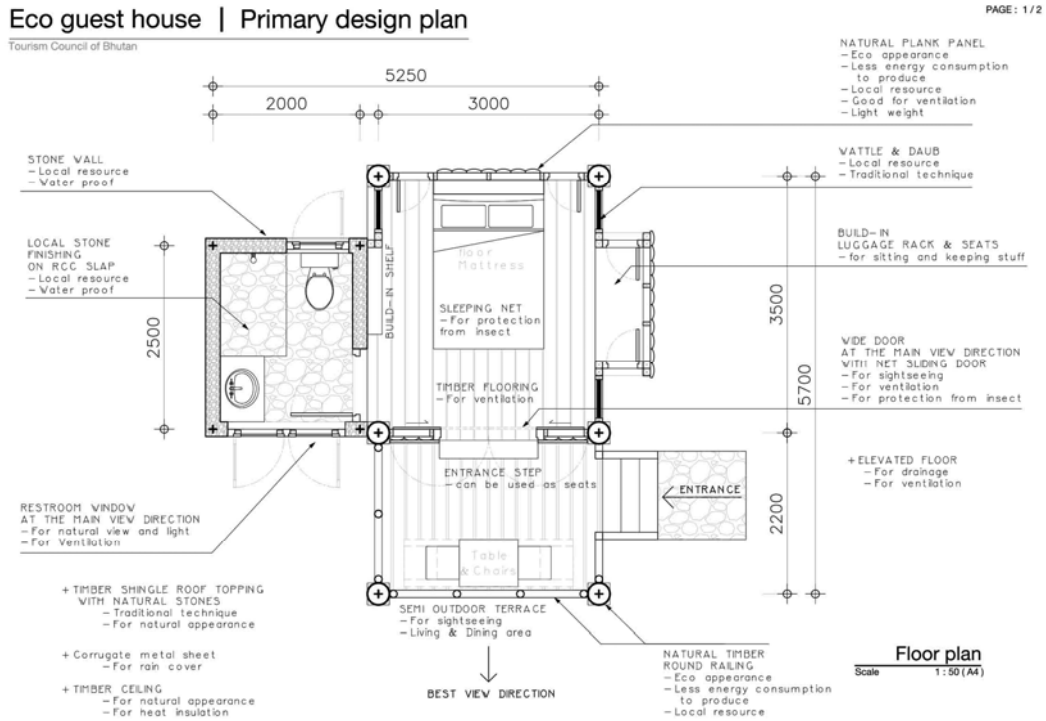 Eco guest house | Primary design plan
PAGE : 1 / 2
Tourism Council of Bhutan
NATURAL PLANK PANEL
– Eco appearance
– Less energy consumption
to produce
– Local resource
– Good for ventilation
– Light weight
5250
2000
3000
STONE WALL
– Local resource
– Water proof
WATTLE & DAUB
– Local resource
– Traditional technique
LOCAL STONE
FINISHING
ON RCC SLAP
– Local resource
– Water proof
BUILD–IN
LUGGAGE RACK & SEATS
– for sitting and keeping stuff
floor
Mattress
BUILD–IN SHELF
SLEEPING NET
– For protection
from insect
2500
3500
5700
2200
WIDE DOOR
AT THE MAIN VIEW DIRECTION
WITH NET SLIDING DOOR
– For sightseeing
– For ventilation
– For protection from insect
TIMBER FLOORING
– For ventilation
+ ELEVATED FLOOR
– For drainage
– For ventilation
ENTRANCE STEP
– can be used as seats
ENTRANCE
RESTROOM WINDOW
AT THE MAIN VIEW DIRECTION
– For natural view and light
– For Ventilation
Table
& Chairs
+ TIMBER SHINGLE ROOF TOPPING
WITH NATURAL STONES
– Traditional technique
– For natural appearance
+ Corrugate metal sheet
– For rain cover
+ TIMBER CEILING
– For natural appearance
– For heat insulation
SEMI OUTDOOR TERRACE
– For sightseeing
– Living & Dining area
BEST VIEW DIRECTION
NATURAL TIMBER
ROUND RAILING
– Eco appearance
– Less energy consumption
to produce
– Local resource
Floor plan
Scale 1 : 50 ( A4 )